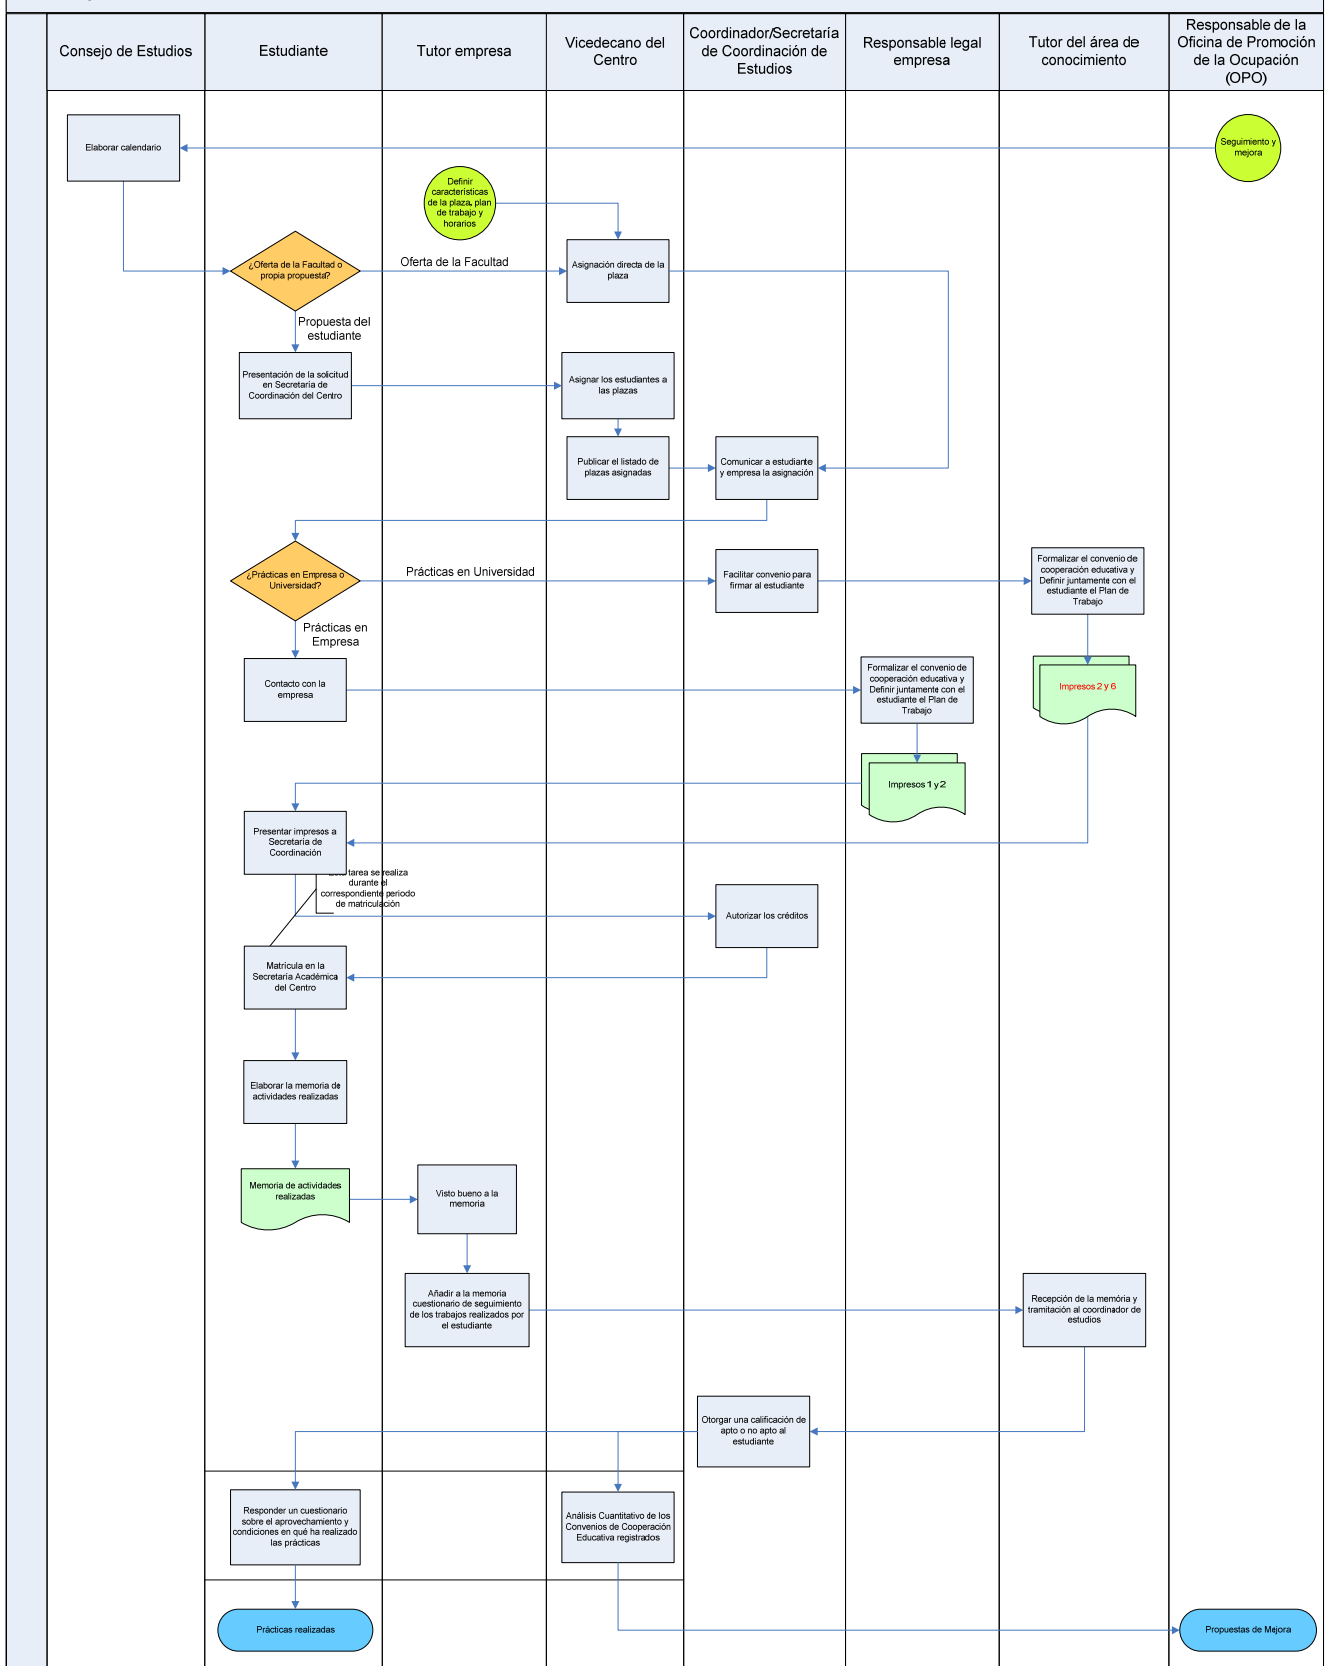 Consejo de Estudios
Estudiante
Tutor empresa
Vicedecano del
Centro
Coordinador/Secretaría
de Coordinación de
Estudios
Responsable legal
empresa
Tutor del área de
conocimiento
Responsable de la
Oficina de Promoción
de la Ocupación
(OPO)
Elaborar calendario
Seguimiento y
mejora
Definir
características
de la plaza, plan
de trabajo y
horarios
¿Oferta de la Facultad o
propia propuesta?
Oferta de la Facultad
Asignación directa de la
plaza
Propuesta del
estudiante
Presentación de la solicitud
en Secretaría de
Coordinación del Centro
Asignar los estudiantes a
las plazas
Publicar el listado de
plazas asignadas
Comunicar a estudiante
y empresa la asignación
¿Prácticas en Empresa o
Universidad?
Prácticas en Universidad
Facilitar convenio para
firmar al estudiante
Formalizar el convenio de
cooperación educativa y
Definir juntamente con el
estudiante el Plan de
Trabajo
Prácticas en
Empresa
Contacto con la
empresa
Formalizar el convenio de
cooperación educativa y
Definir juntamente con el
estudiante el Plan de
Trabajo
Impresos 2 y 6
Impresos 1 y 2
Presentar impresos a
Secretaría de
Coordinación
tarea se realiza
durante el
correspondiente periodo
de matriculación
Autorizar los créditos
Matrícula en la
Secretaría Académica
del Centro
Elaborar la memoria de
actividades realizadas
Memoria de actividades
realizadas
Visto bueno a la
memoria
Añadir a la memoria
cuestionario de seguimiento
de los trabajos realizados por
el estudiante
Recepción de la memória y
tramitación al coordinador de
estudios
Otorgar una calificación de
apto o no apto al
estudiante
Responder un cuestionario
sobre el aprovechamiento y
condiciones en qué ha realizado
las prácticas
Análisis Cuantitativo de los
Convenios de Cooperación
Educativa registrados
Prácticas realizadas
Propuestas de Mejora